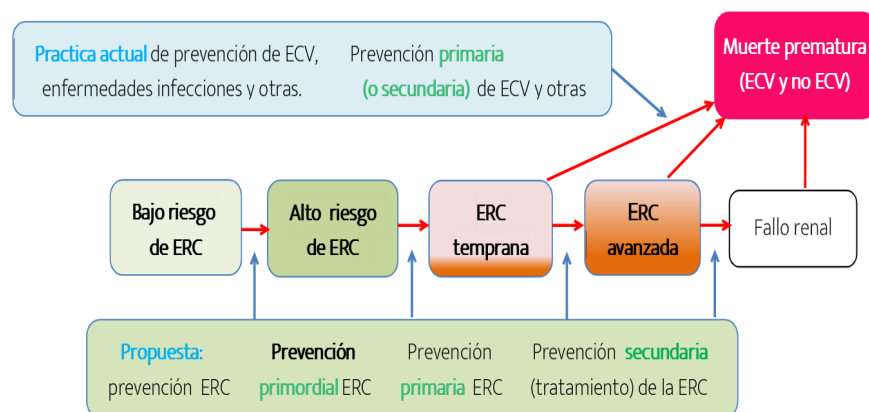 Practica actual de prevención de ECV,
enfermedades infecciones y otras.
Prevención primaria
(o secundaria) de ECV y otras
Muerte prematura
(ECV y no ECV)
Bajo riesgo
de ERC
Alto riesgo
de ERC
ERC
temprana
ERC
avanzada
Fallo renal
Propuesta:
prevención ERC
Prevención
primordial ERC
Prevención
primaria ERC
Prevención secundaria
(tratamiento) de la ERC